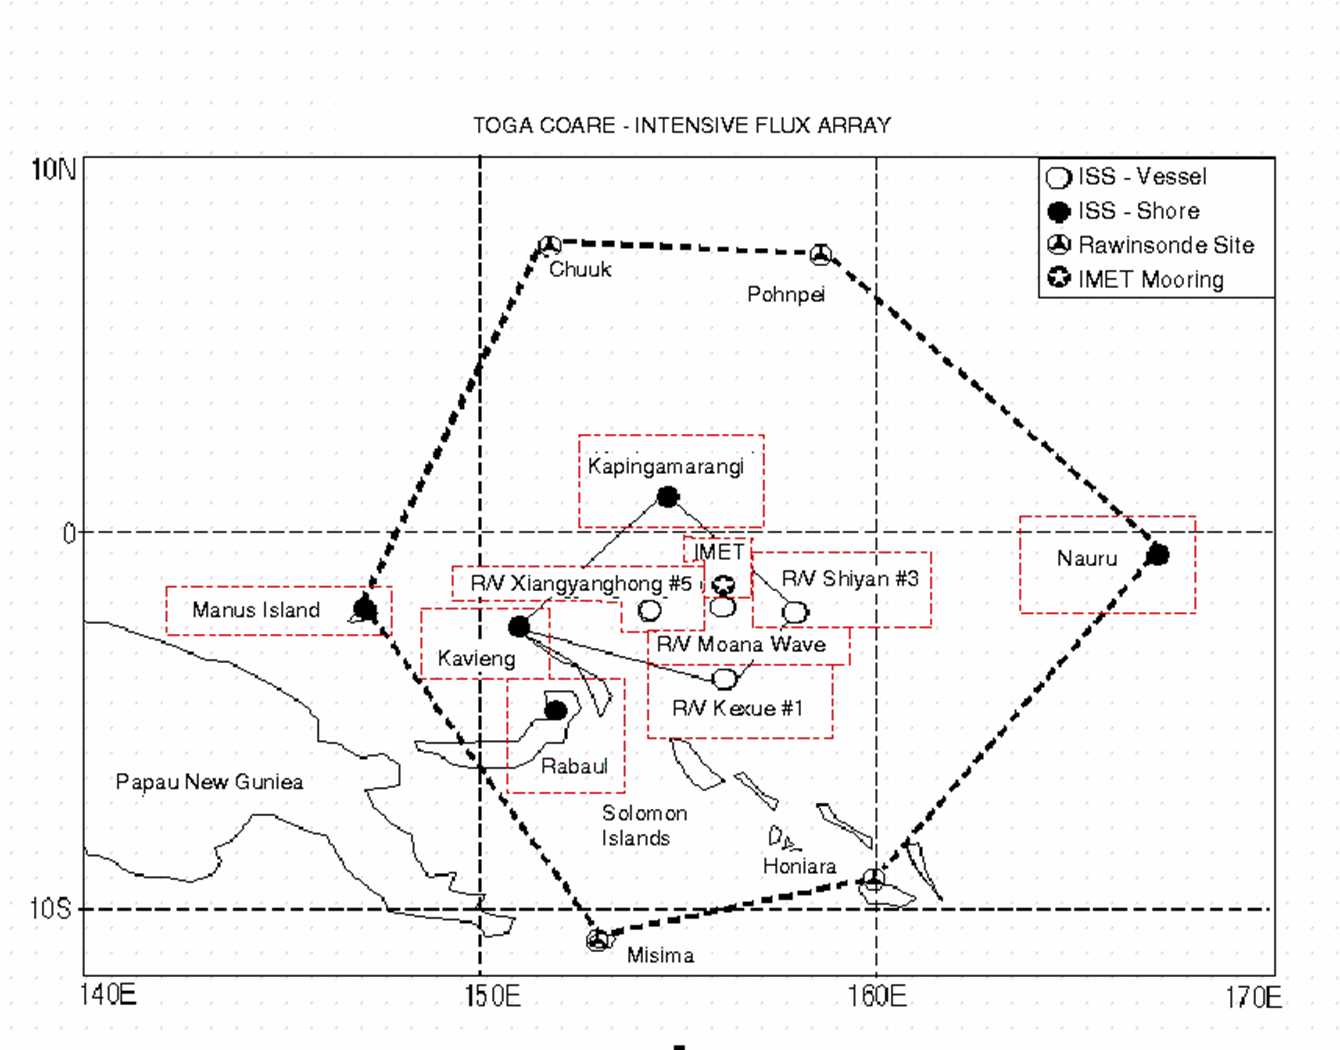 TOGA COARE - INTENSIVE FLUX ARRAY
10N
ISS - Vessel
ISS - Shore
Rawinsonde Site
IMET Mooring
Chuuk
Pohnpei
Kapingamarangi
0
IMET
Nauru
R/V Xiangyanghong #5
R/V Shiyan #3
Manus Island
R/V Moana Wave
Kavieng
R/V Kexue #1
Rabaul
Papau New Guniea
Solomon
Islands
Honiara
10S
Misima
140E
150E
160E
170E